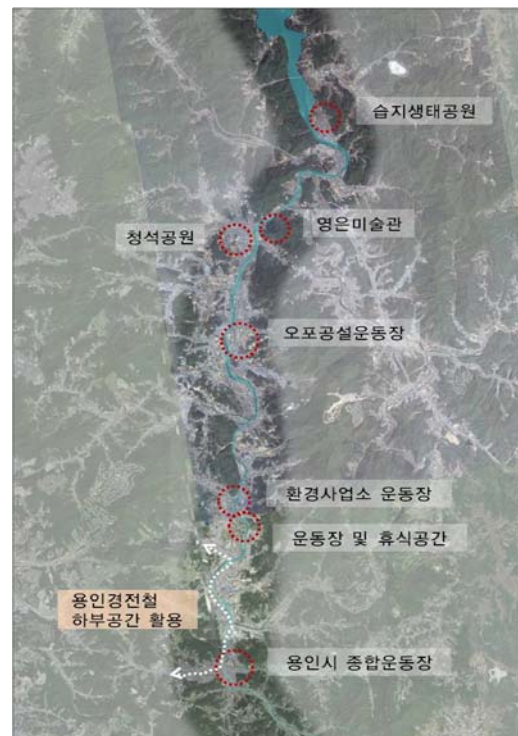 습지생태공원
영은미술관
청석공원
오포공설운동장
환경사업소 운동장
운동장 및 휴식공간
용인경전철
하부공간 활용
용인시 종합운동장